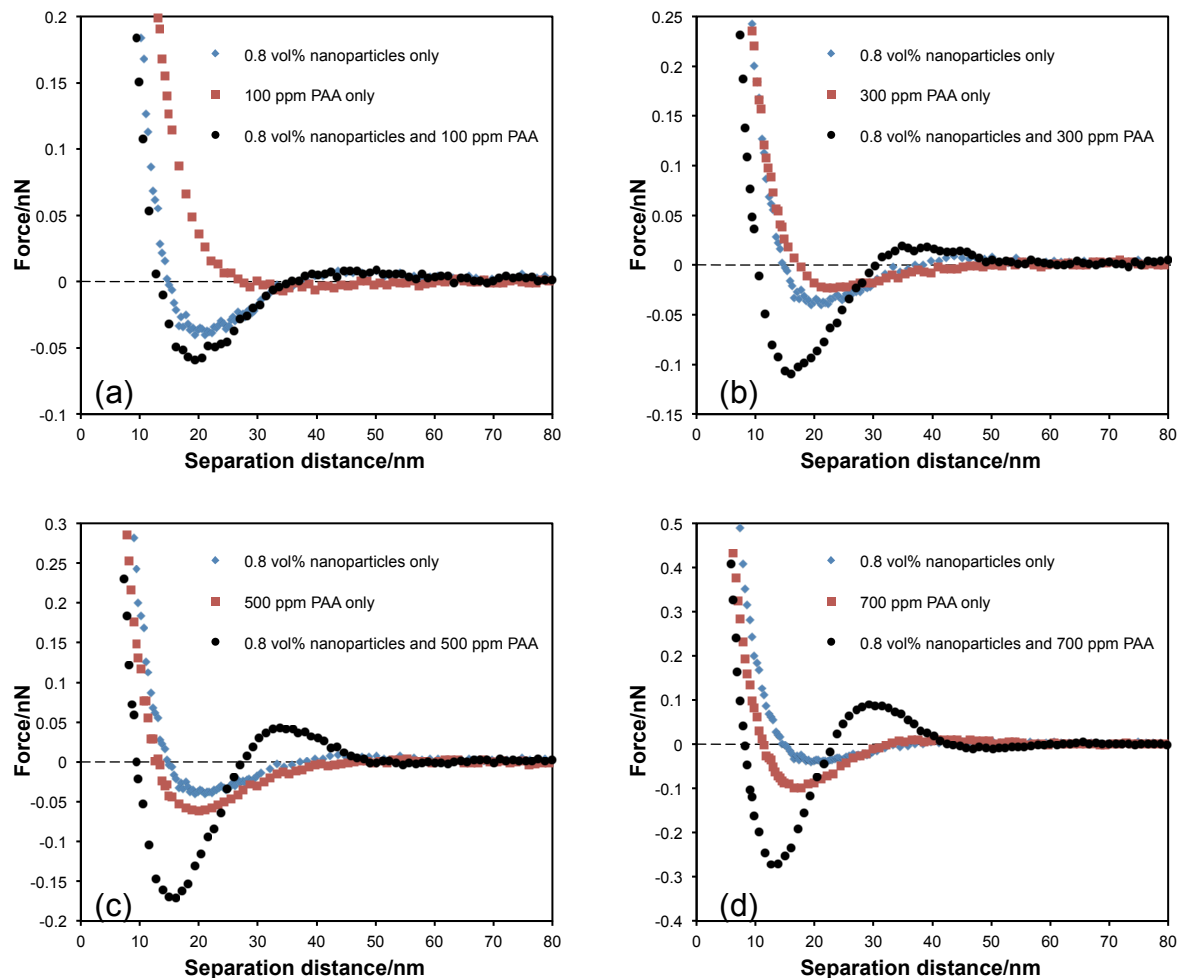 0.2
0.15
0.1
0.05
0
-0.05
-0.1
Force/nN
0.8 vol% nanoparticles only
100 ppm PAA only
0.8 vol% nanoparticles and 100 ppm PAA
(a)
0 10 20 30 40 50 60 70 80
Separation distance/nm
0.25
0.2
0.15
0.1
0.05
0
-0.05
-0.1
-0.15
Force/nN
0.8 vol% nanoparticles only
300 ppm PAA only
0.8 vol% nanoparticles and 300 ppm PAA
(b)
0 10 20 30 40 50 60 70 80
Separation distance/nm
0.3
0.25
0.2
0.15
0.1
0.05
0
-0.05
-0.1
-0.15
-0.2
Force/nN
0.8 vol% nanoparticles only
500 ppm PAA only
0.8 vol% nanoparticles and 500 ppm PAA
(c)
0 10 20 30 40 50 60 70 80
Separation distance/nm
0.5
0.4
0.3
0.2
0.1
0
-0.1
-0.2
-0.3
-0.4
Force/nN
0.8 vol% nanoparticles only
700 ppm PAA only
0.8 vol% nanoparticles and 700 ppm PAA
(d)
0 10 20 30 40 50 60 70 80
Separation distance/nm